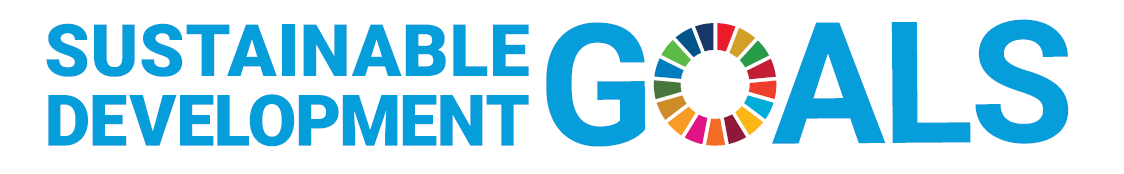 SUSTAINABLE
DEVELOPMENT
GOALS